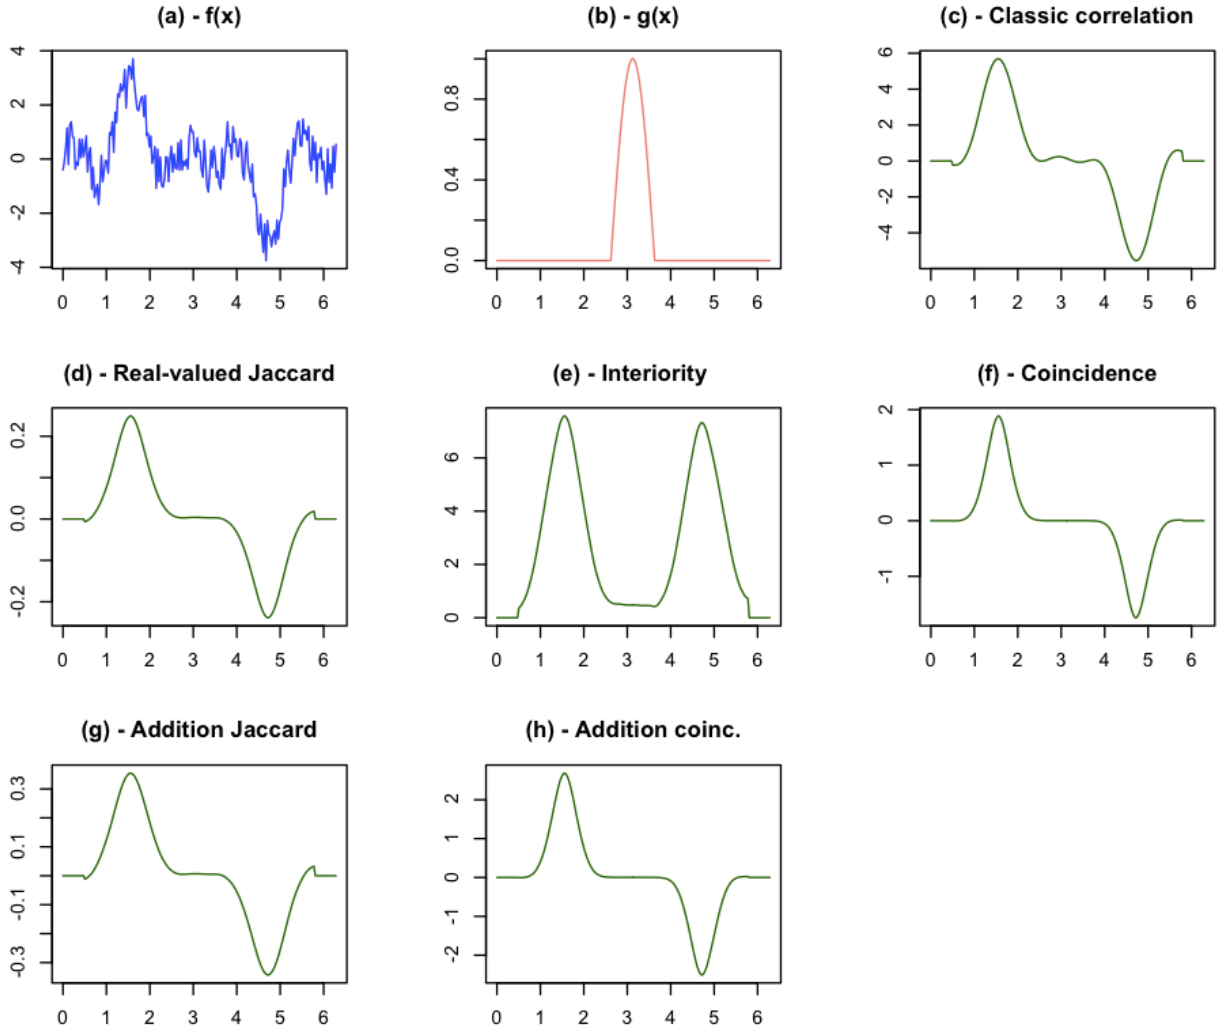 (a) - f(x)
4
2
0
-2
-4
0 1 2 3 4 5 6
(b) - g(x)
0.8
0.4
0.0
0 1 2 3 4 5 6
(c) - Classic correlation
6
4
2
0
-2
-4
0 1 2 3 4 5 6
(d) - Real-valued Jaccard
0.2
0.0
-0.2
0 1 2 3 4 5 6
(e) - Interiority
6
4
2
0
0 1 2 3 4 5 6
(f) - Coincidence
2
1
0
-1
0 1 2 3 4 5 6
(g) - Addition Jaccard
0.3
0.1
-0.1
-0.3
0 1 2 3 4 5 6
(h) - Addition coinc.
2
1
0
-1
-2
0 1 2 3 4 5 6